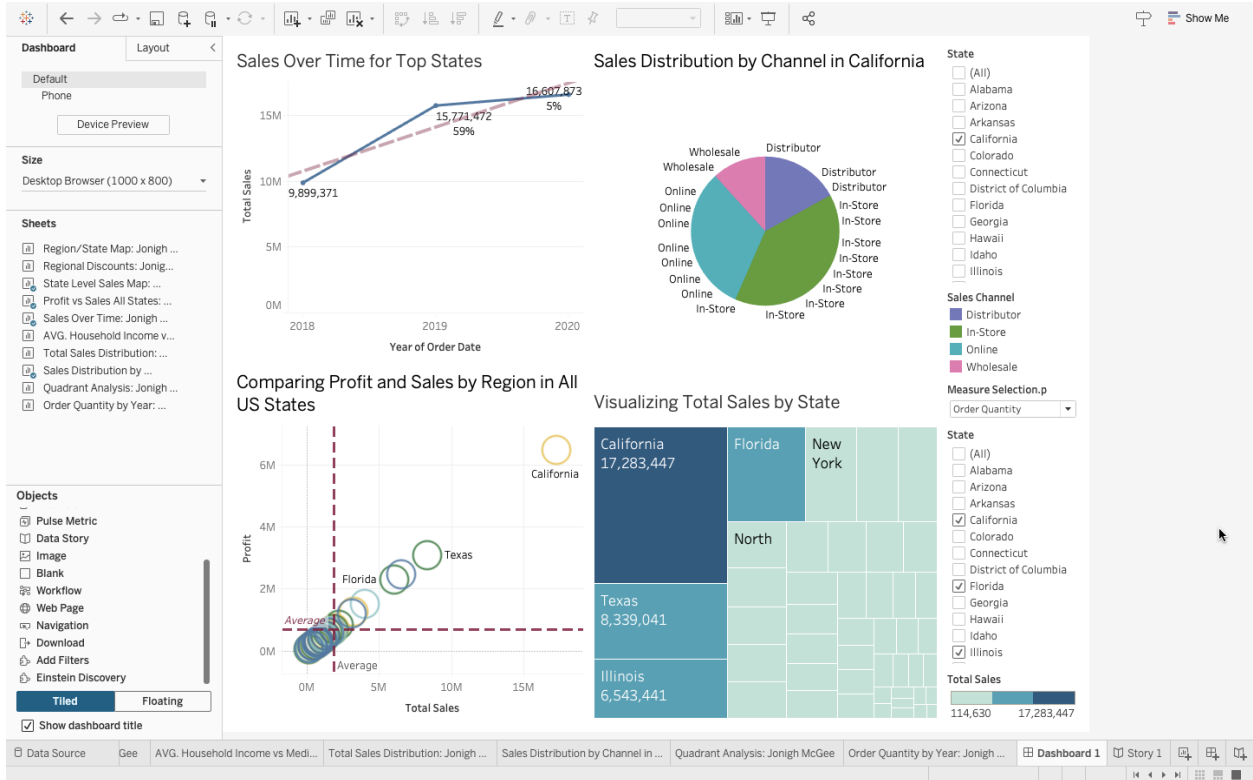 Show Me
Dashboard
Layout
Default
Phone
Device Preview
Size
Desktop Browser (1000 x 800)
Sheets
Region/State Map: Jonigh ...
Regional Discounts: Jonig...
State Level Sales Map: ...
Profit vs Sales All States: ...
Sales Over Time: Jonigh ...
AVG. Household Income v...
Total Sales Distribution: ...
Sales Distribution by ...
Quadrant Analysis: Jonigh ...
Order Quantity by Year: ...
Objects
Pulse Metric
Data Story
Image
Blank
Workflow
Web Page
Navigation
Download
Add Filters
Einstein Discovery
Tiled
Floating
Show dashboard title
Sales Over Time for Top States
Total Sales
15M
10M
5M
0M
9,899,371
15,771,472
59%
16,607,873
5%
2018
2019
2020
Year of Order Date
Sales Distribution by Channel in California
Wholesale
Wholesale
Online
Online
Online
Online
Online
Online
Online
In-Store
Distributor
Distributor
Distributor
In-Store
In-Store
In-Store
In-Store
In-Store
In-Store
In-Store
In-Store
Comparing Profit and Sales by Region in All
US States
Profit
6M
4M
2M
0M
California
Texas
Florida
Average
Average
0M
5M
10M
15M
Total Sales
Visualizing Total Sales by State
California
17,283,447
Texas
8,339,041
Illinois
6,543,441
Florida
New
York
North
State
(All)
Alabama
Arizona
Arkansas
California
Colorado
Connecticut
District of Columbia
Florida
Georgia
Hawaii
Idaho
Illinois
Sales Channel
Distributor
In-Store
Online
Wholesale
Measure Selection.p
Order Quantity
State
(All)
Alabama
Arizona
Arkansas
California
Colorado
Connecticut
District of Columbia
Florida
Georgia
Hawaii
Idaho
Illinois
Total Sales
114,630
17,283,447
Data Source
Gee
AVG. Household Income vs Medi...
Total Sales Distribution: Jonigh ...
Sales Distribution by Channel in ...
Quadrant Analysis: Jonigh McGee
Order Quantity by Year: Jonigh ...
Dashboard 1
Story 1